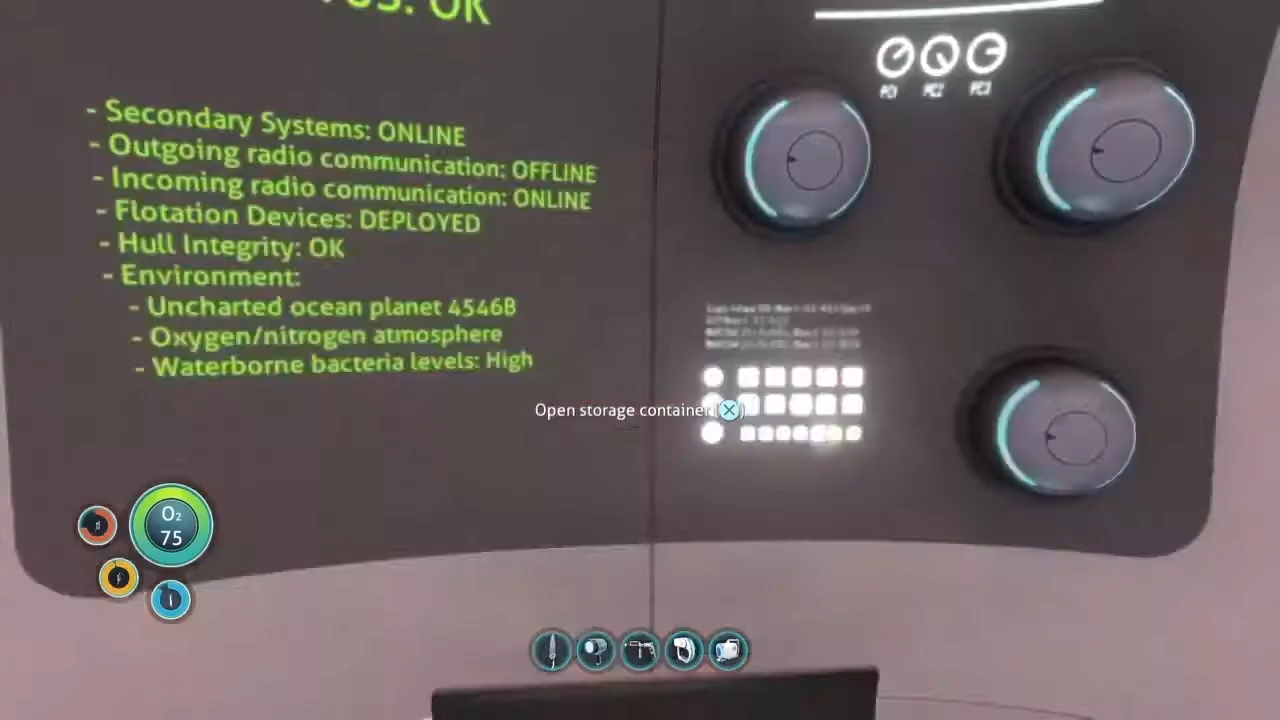 OK
- Secondary Systems: ONLINE
- Outgoing radio communication: OFFLINE
- Incoming radio communication: ONLINE
- Flotation Devices: DEPLOYED
- Hull Integrity: OK
- Environment:
- Uncharted ocean planet 4546B
- Oxygen/nitrogen atmosphere
- Waterborne bacteria levels: High
Open storage container (X)
O₂
75